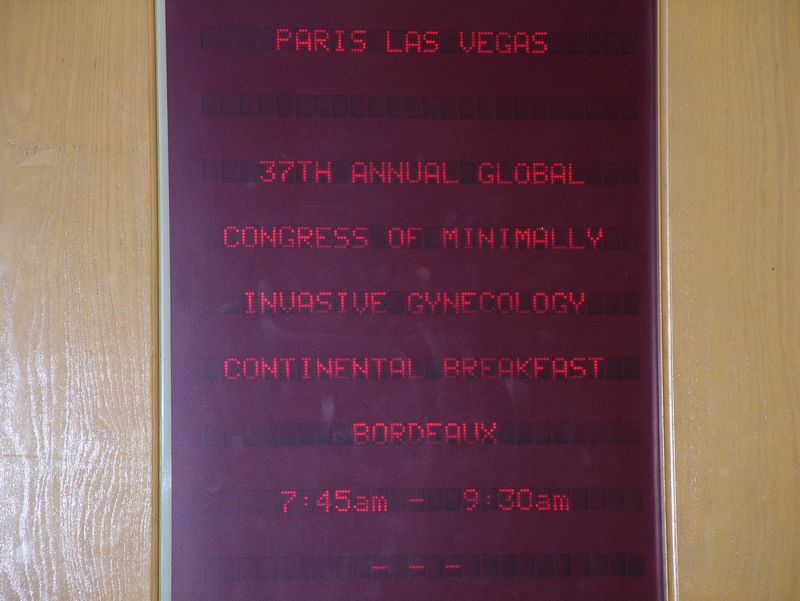 PARIS LAS VEGAS
37TH ANNUAL GLOBAL
CONGRESS OF MINIMALLY
INVASIVE GYNECOLOGY
CONTINENTAL BREAKFAST
BORDEAUX
7:45am - 9:30am
- - -